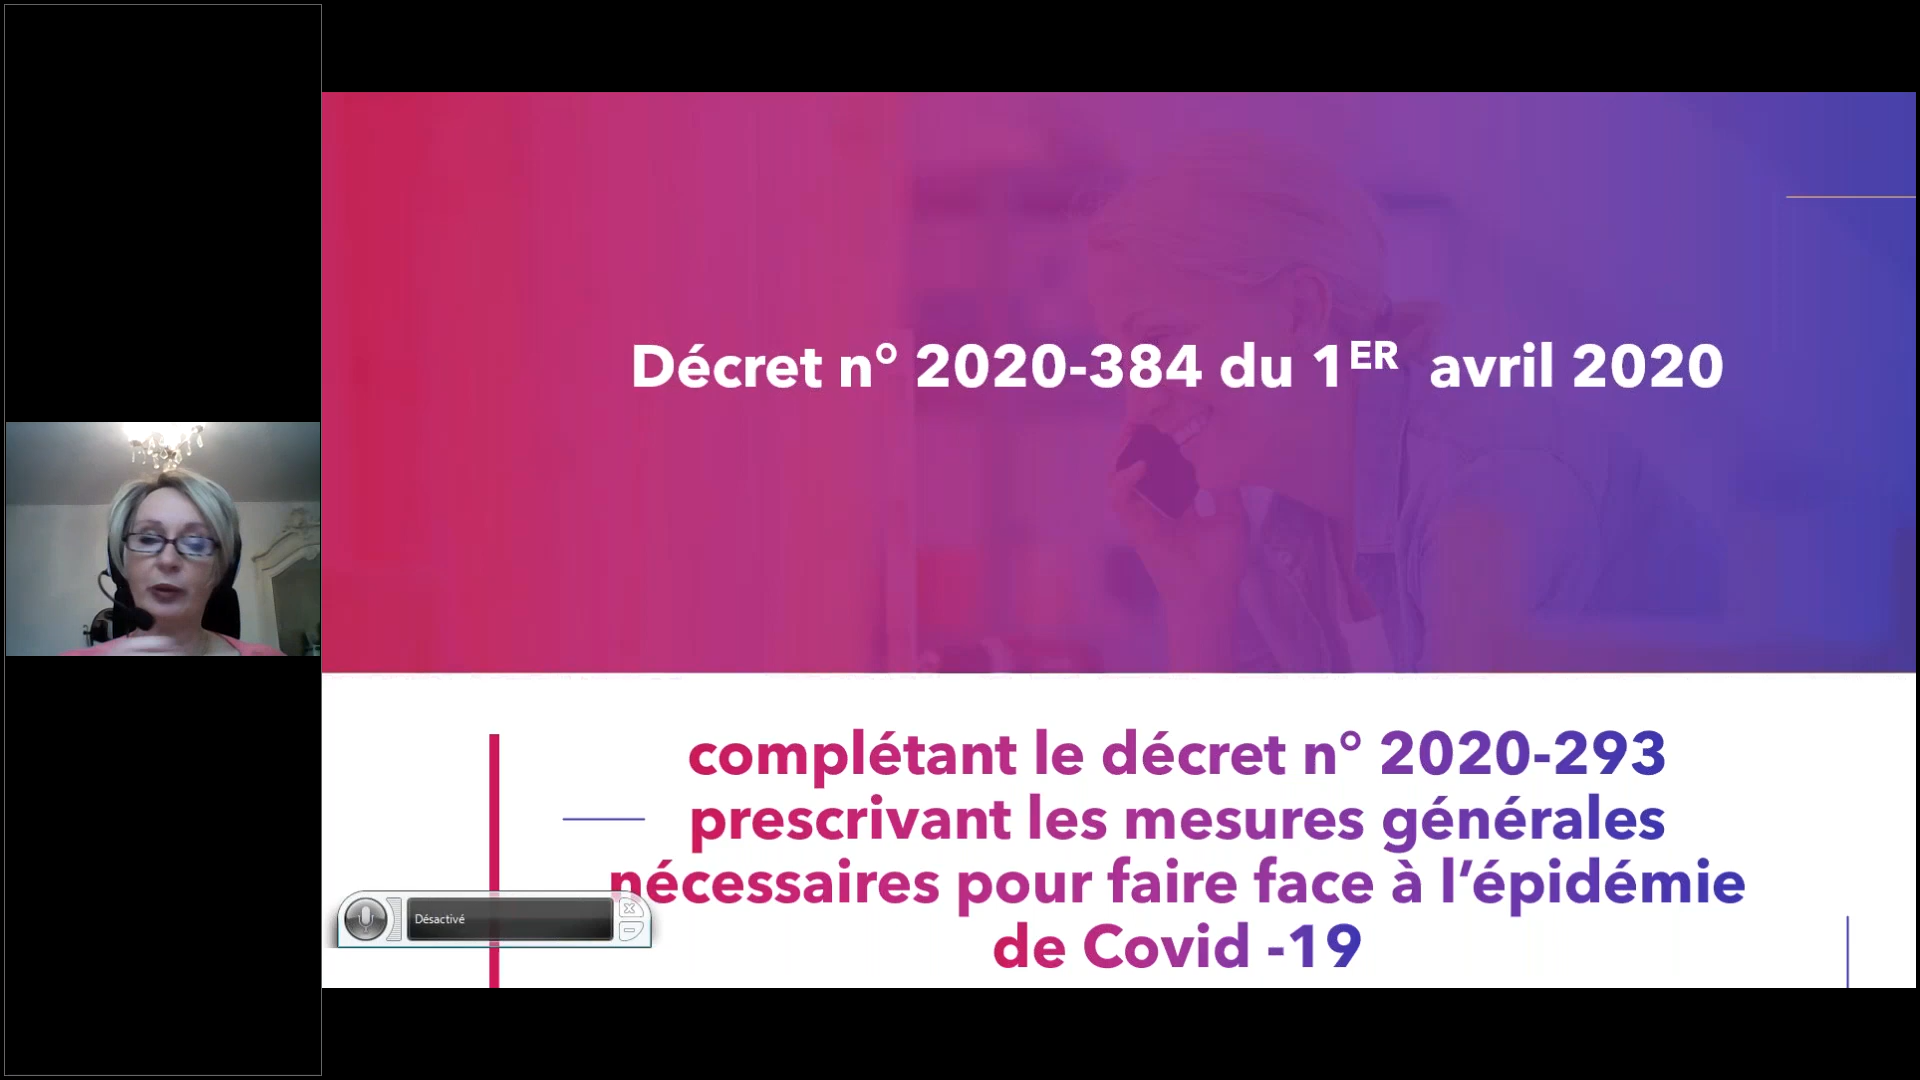 Décret n° 2020-384 du 1ER avril 2020
complétant le décret n° 2020-293
prescrivant les mesures générales
nécessaires pour faire face à l’épidémie
de Covid -19
Désactivé